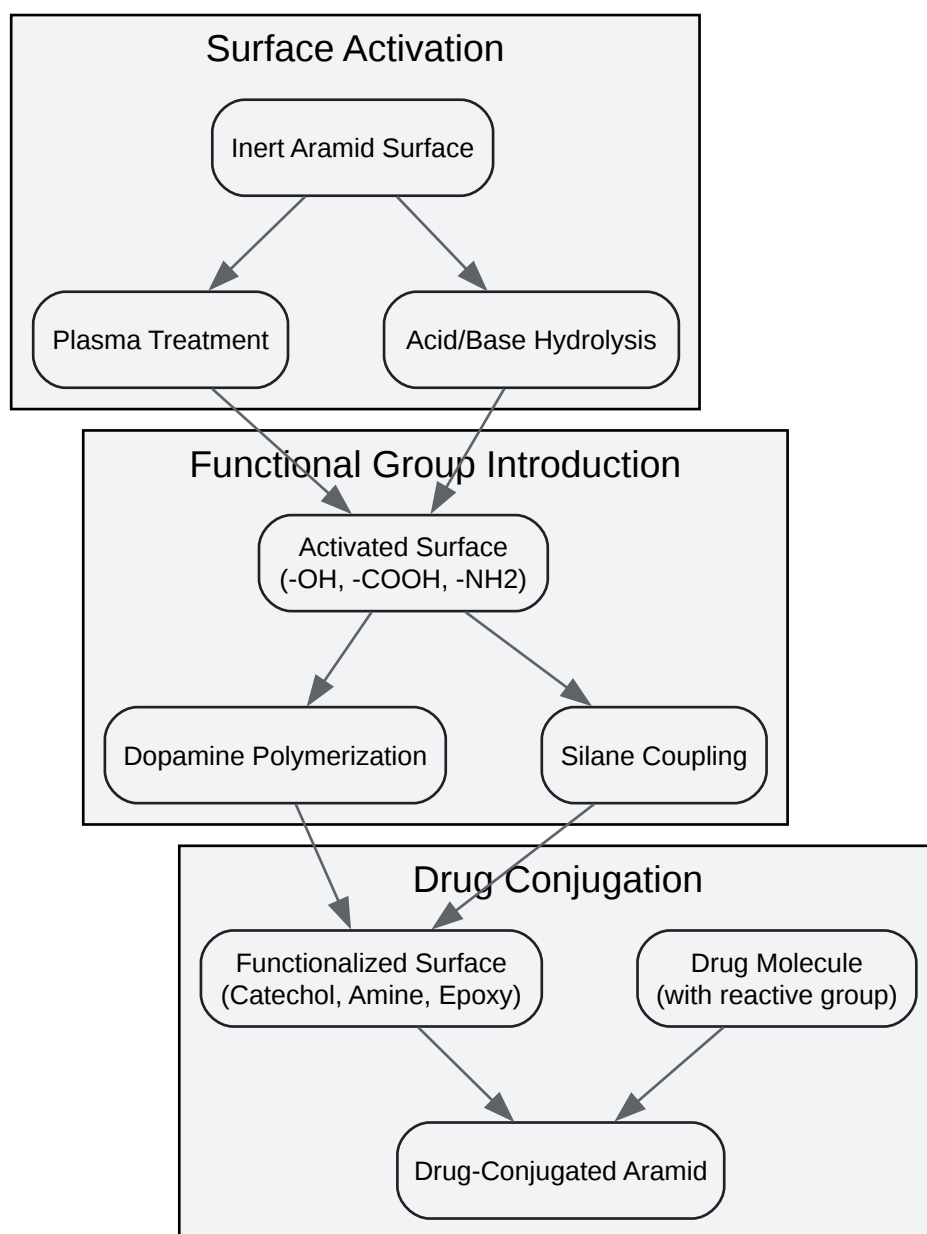 Surface Activation
Inert Aramid Surface
Plasma Treatment
Acid/Base Hydrolysis
Functional Group Introduction
Activated Surface
(-OH, -COOH, -NH2)
Dopamine Polymerization
Silane Coupling
Drug Conjugation
Functionalized Surface
(Catechol, Amine, Epoxy)
Drug Molecule
(with reactive group)
Drug-Conjugated Aramid